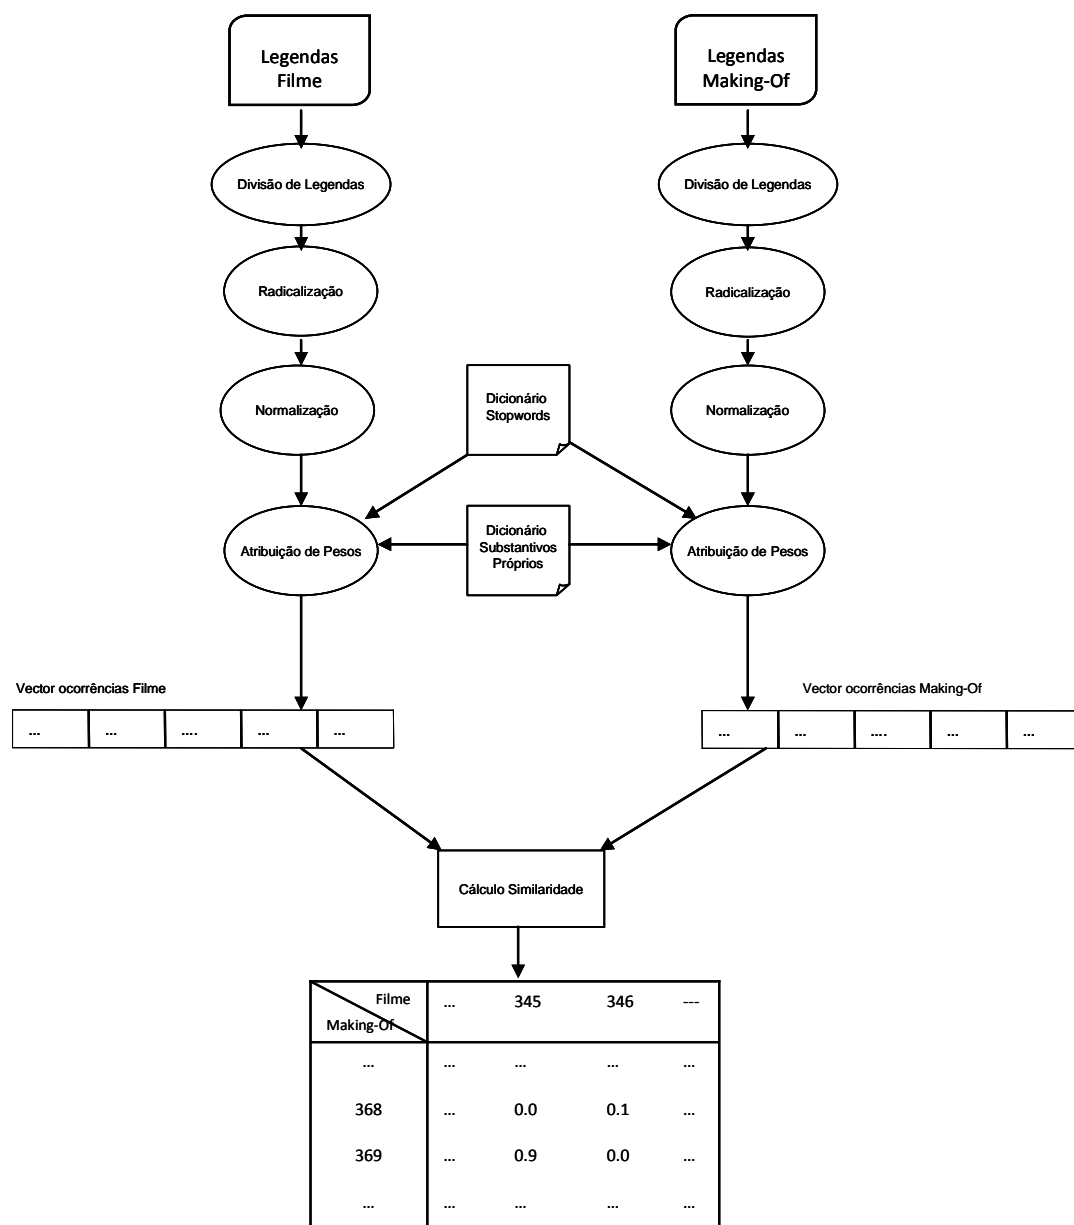 Legendas
Filme
Legendas
Making-Of
Divisão de Legendas
Divisão de Legendas
Radicalização
Radicalização
Normalização
Dicionário
Stopwords
Normalização
Atribuição de Pesos
Dicionário
Substantivos
Próprios
Atribuição de Pesos
Vector ocorrências Filme
Vector ocorrências Making-Of
... ... .... ... ...
... ... .... ... ...
Cálculo Similaridade
Filme
Making-Of
... 345 346 ---
... ... ... ... ...
368 ... 0.0 0.1 ...
369 ... 0.9 0.0 ...
... ... ... ... ...